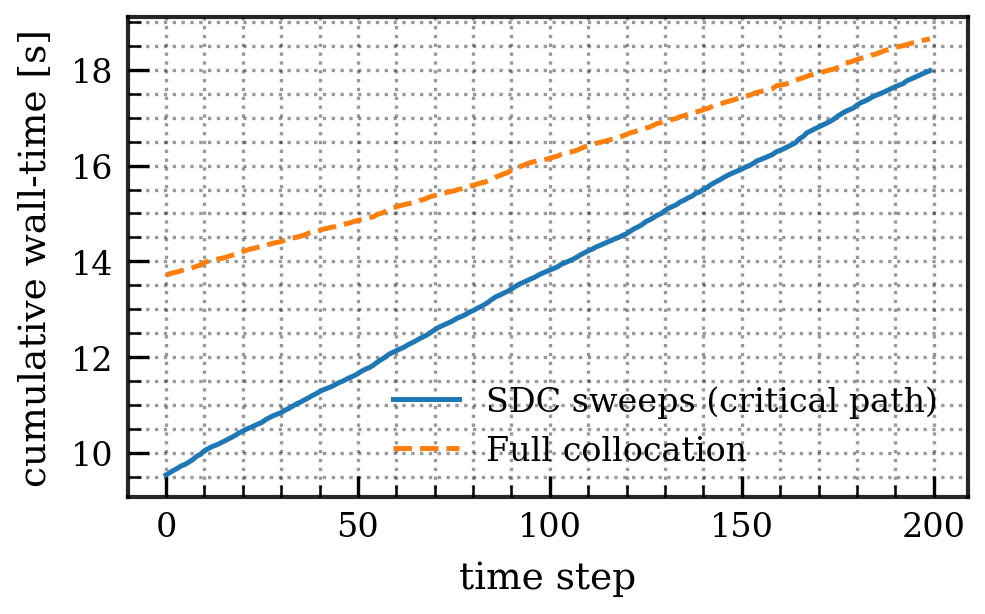 cumulative wall-time [s]
18
16
14
12
10
SDC sweeps (critical path)
Full collocation
0 50 100 150 200
time step